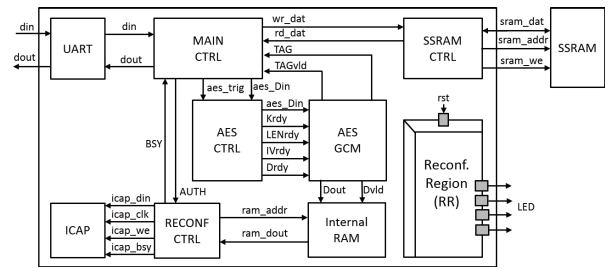 din
dout
UART
din
dout
MAIN
CTRL
wr_dat
rd_dat
TAG
TAGvld
SSRAM
CTRL
sram_dat
sram_addr
sram_we
SSRAM
aes_trig
aes_Din
AES
CTRL
aes_Din
Krdy
LENrdy
IVrdy
Drdy
AES
GCM
rst
Reconf.
Region
(RR)
LED
BSY
AUTH
Dout
Dvld
ICAP
icap_din
icap_clk
icap_we
icap_bsy
RECONF
CTRL
ram_addr
ram_dout
Internal
RAM